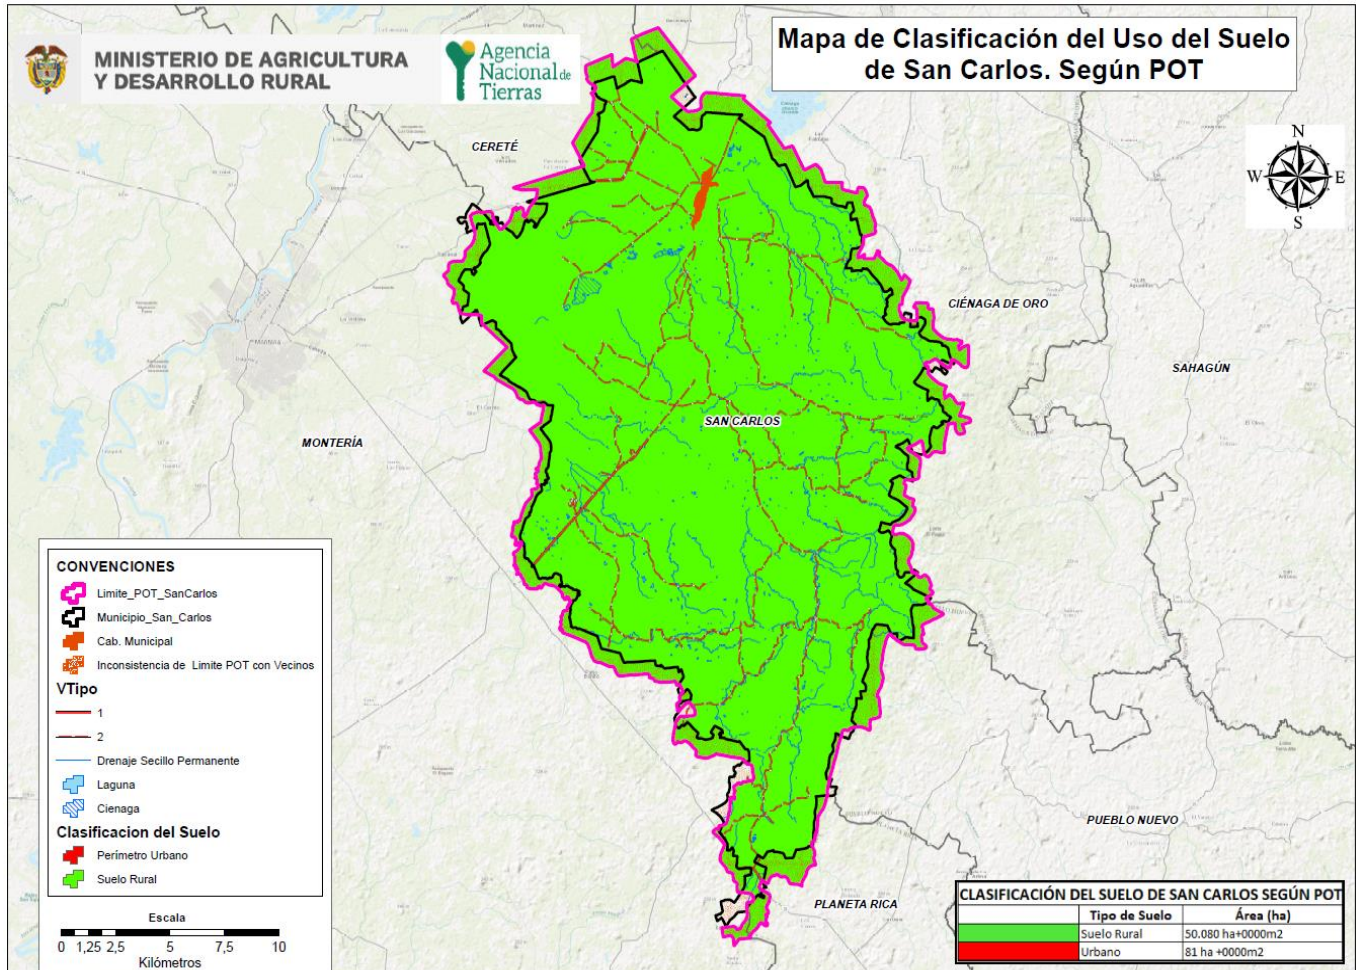 MINISTERIO DE AGRICULTURA
Y DESARROLLO RURAL
Agencia
Nacional de
Tierras
Mapa de Clasificación del Uso del Suelo
de San Carlos. Según POT
N
W
E
S
CERETÉ
CIÉNAGA DE ORO
SAHAGÚN
SAN CARLOS
MONTERÍA
PUEBLO NUEVO
PLANETA RICA
CONVENCIONES
Limite_POT_SanCarlos
Municipio_San_Carlos
Cab. Municipal
Inconsistencia de Limite POT con Vecinos
VTipo
1
2
Drenaje Secillo Permanente
Laguna
Cienaga
Clasificacion del Suelo
Perímetro Urbano
Suelo Rural
Escala
0 1,25 2,5 5 7,5 10
Kilómetros
CLASIFICACIÓN DEL SUELO DE SAN CARLOS SEGÚN POT
Tipo de Suelo Área (ha)
Suelo Rural 50.080 ha+0000m2
Urbano 81 ha +0000m2